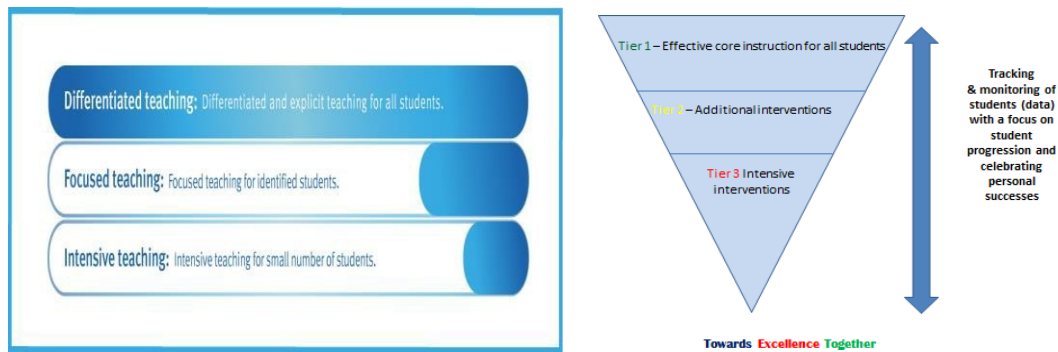 Differentiated teaching: Differentiated and explicit teaching for all students.
Focused teaching: Focused teaching for identified students.
Intensive teaching: Intensive teaching for small number of students.
Tier 1 – Effective core instruction for all students
Tier 2 – Additional interventions
Tier 3 Intensive
interventions
Tracking
& monitoring of
students (data)
with a focus on
student
progression and
celebrating
personal
successes
Towards Excellence Together